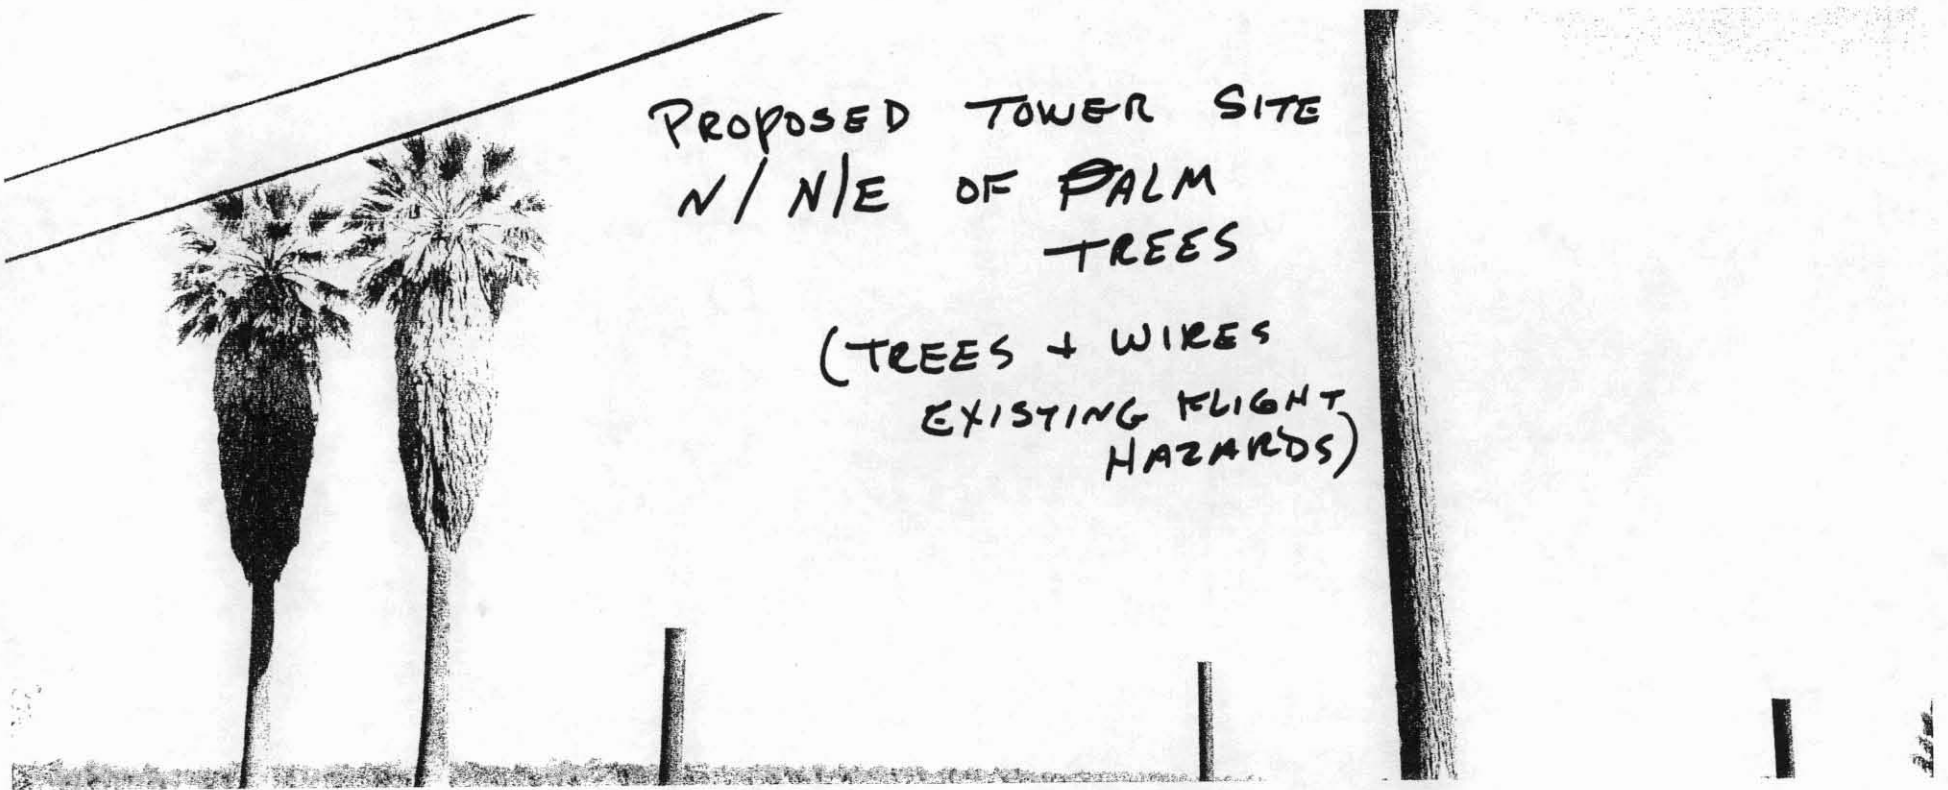 PROPOSED TOWER SITE
N/ N/E OF PALM
TREES
(TREES + WIRES
EXISTING FLIGHT
HAZARDS)